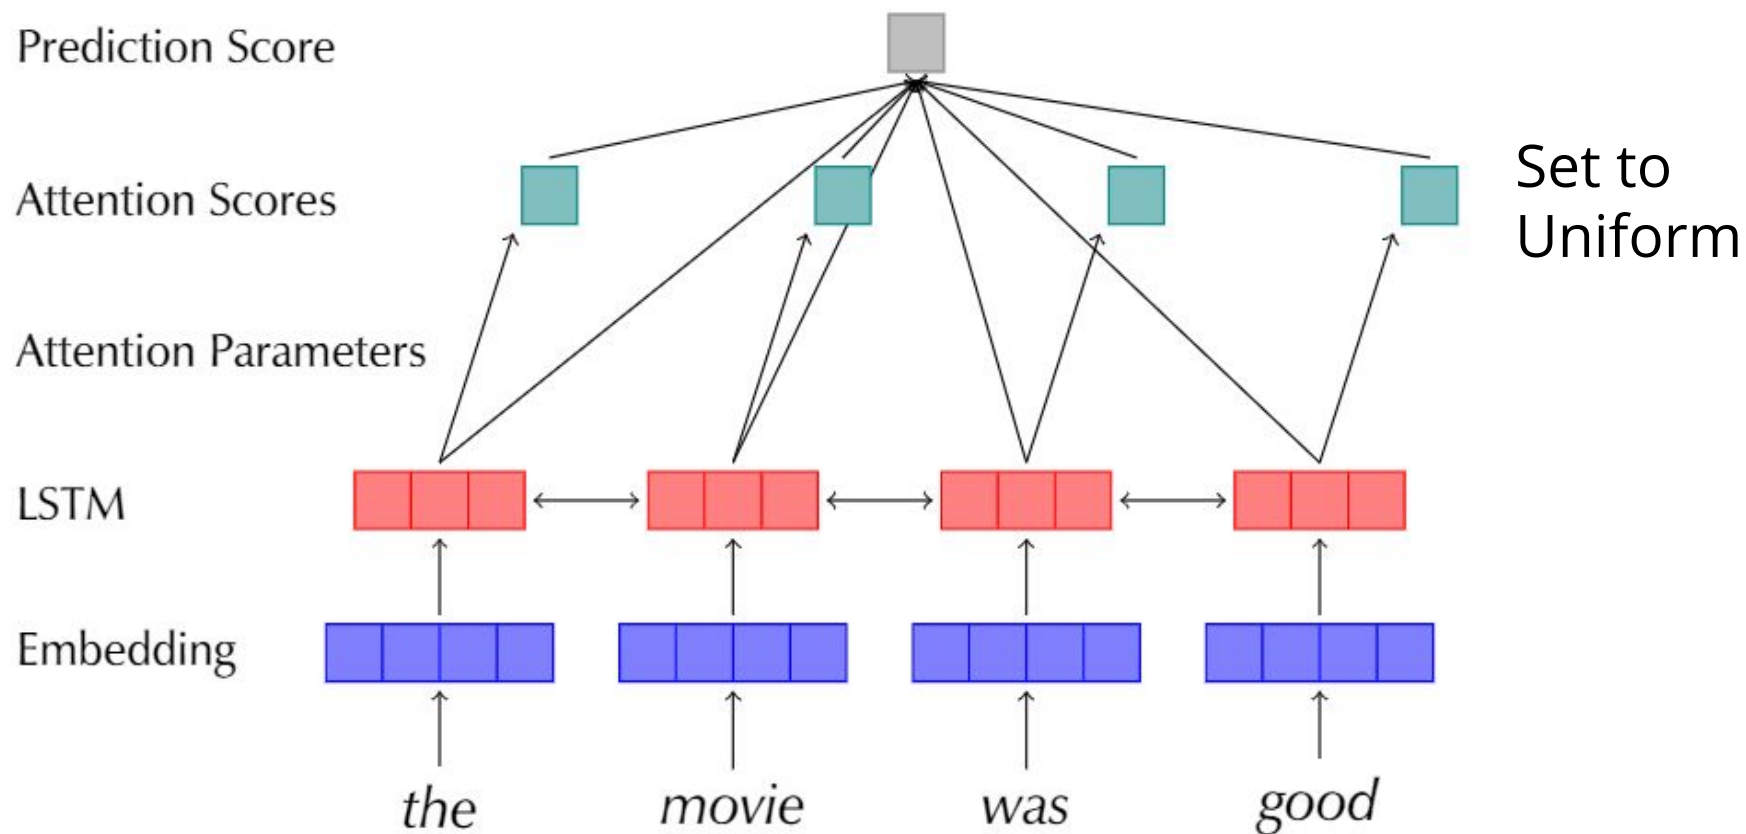 Prediction Score
Attention Scores
Set to
Uniform
Attention Parameters
LSTM
Embedding
the movie was good